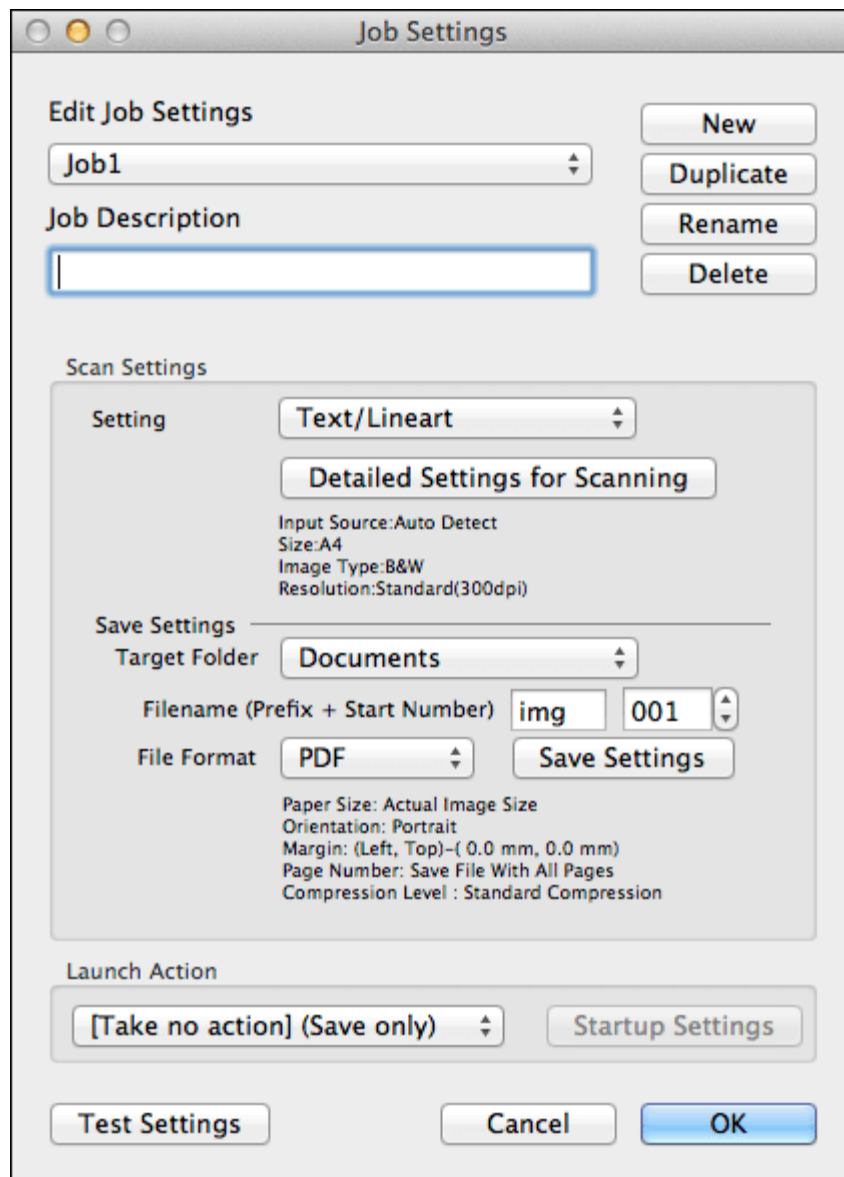 Job Settings
Edit Job Settings
New
Job1
Duplicate
Job Description
Rename
Delete
Scan Settings
Setting
Text/Lineart
Detailed Settings for Scanning
Input Source:Auto Detect
Size:A4
Image Type:B&W
Resolution:Standard(300dpi)
Save Settings
Target Folder
Documents
Filename (Prefix + Start Number)
img
001
File Format
PDF
Save Settings
Paper Size: Actual Image Size
Orientation: Portrait
Margin: (Left, Top)-( 0.0 mm, 0.0 mm)
Page Number: Save File With All Pages
Compression Level : Standard Compression
Launch Action
[Take no action] (Save only)
Startup Settings
Test Settings
Cancel
OK